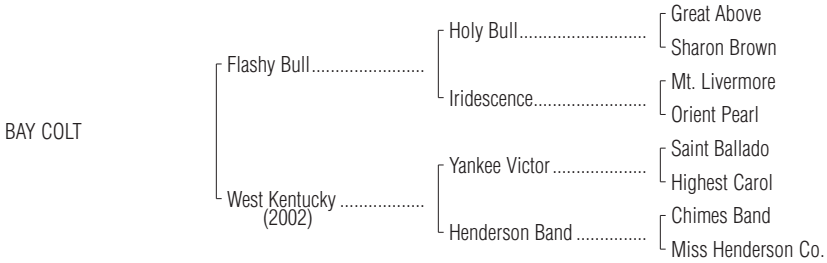 Great Above
Holy Bull...........................
Sharon Brown
Flashy Bull........................
Mt. Livermore
Iridescence........................
Orient Pearl
BAY COLT
Saint Ballado
Yankee Victor ....................
Highest Carol
West Kentucky ..................
(2002)
Chimes Band
Henderson Band ...............
Miss Henderson Co.